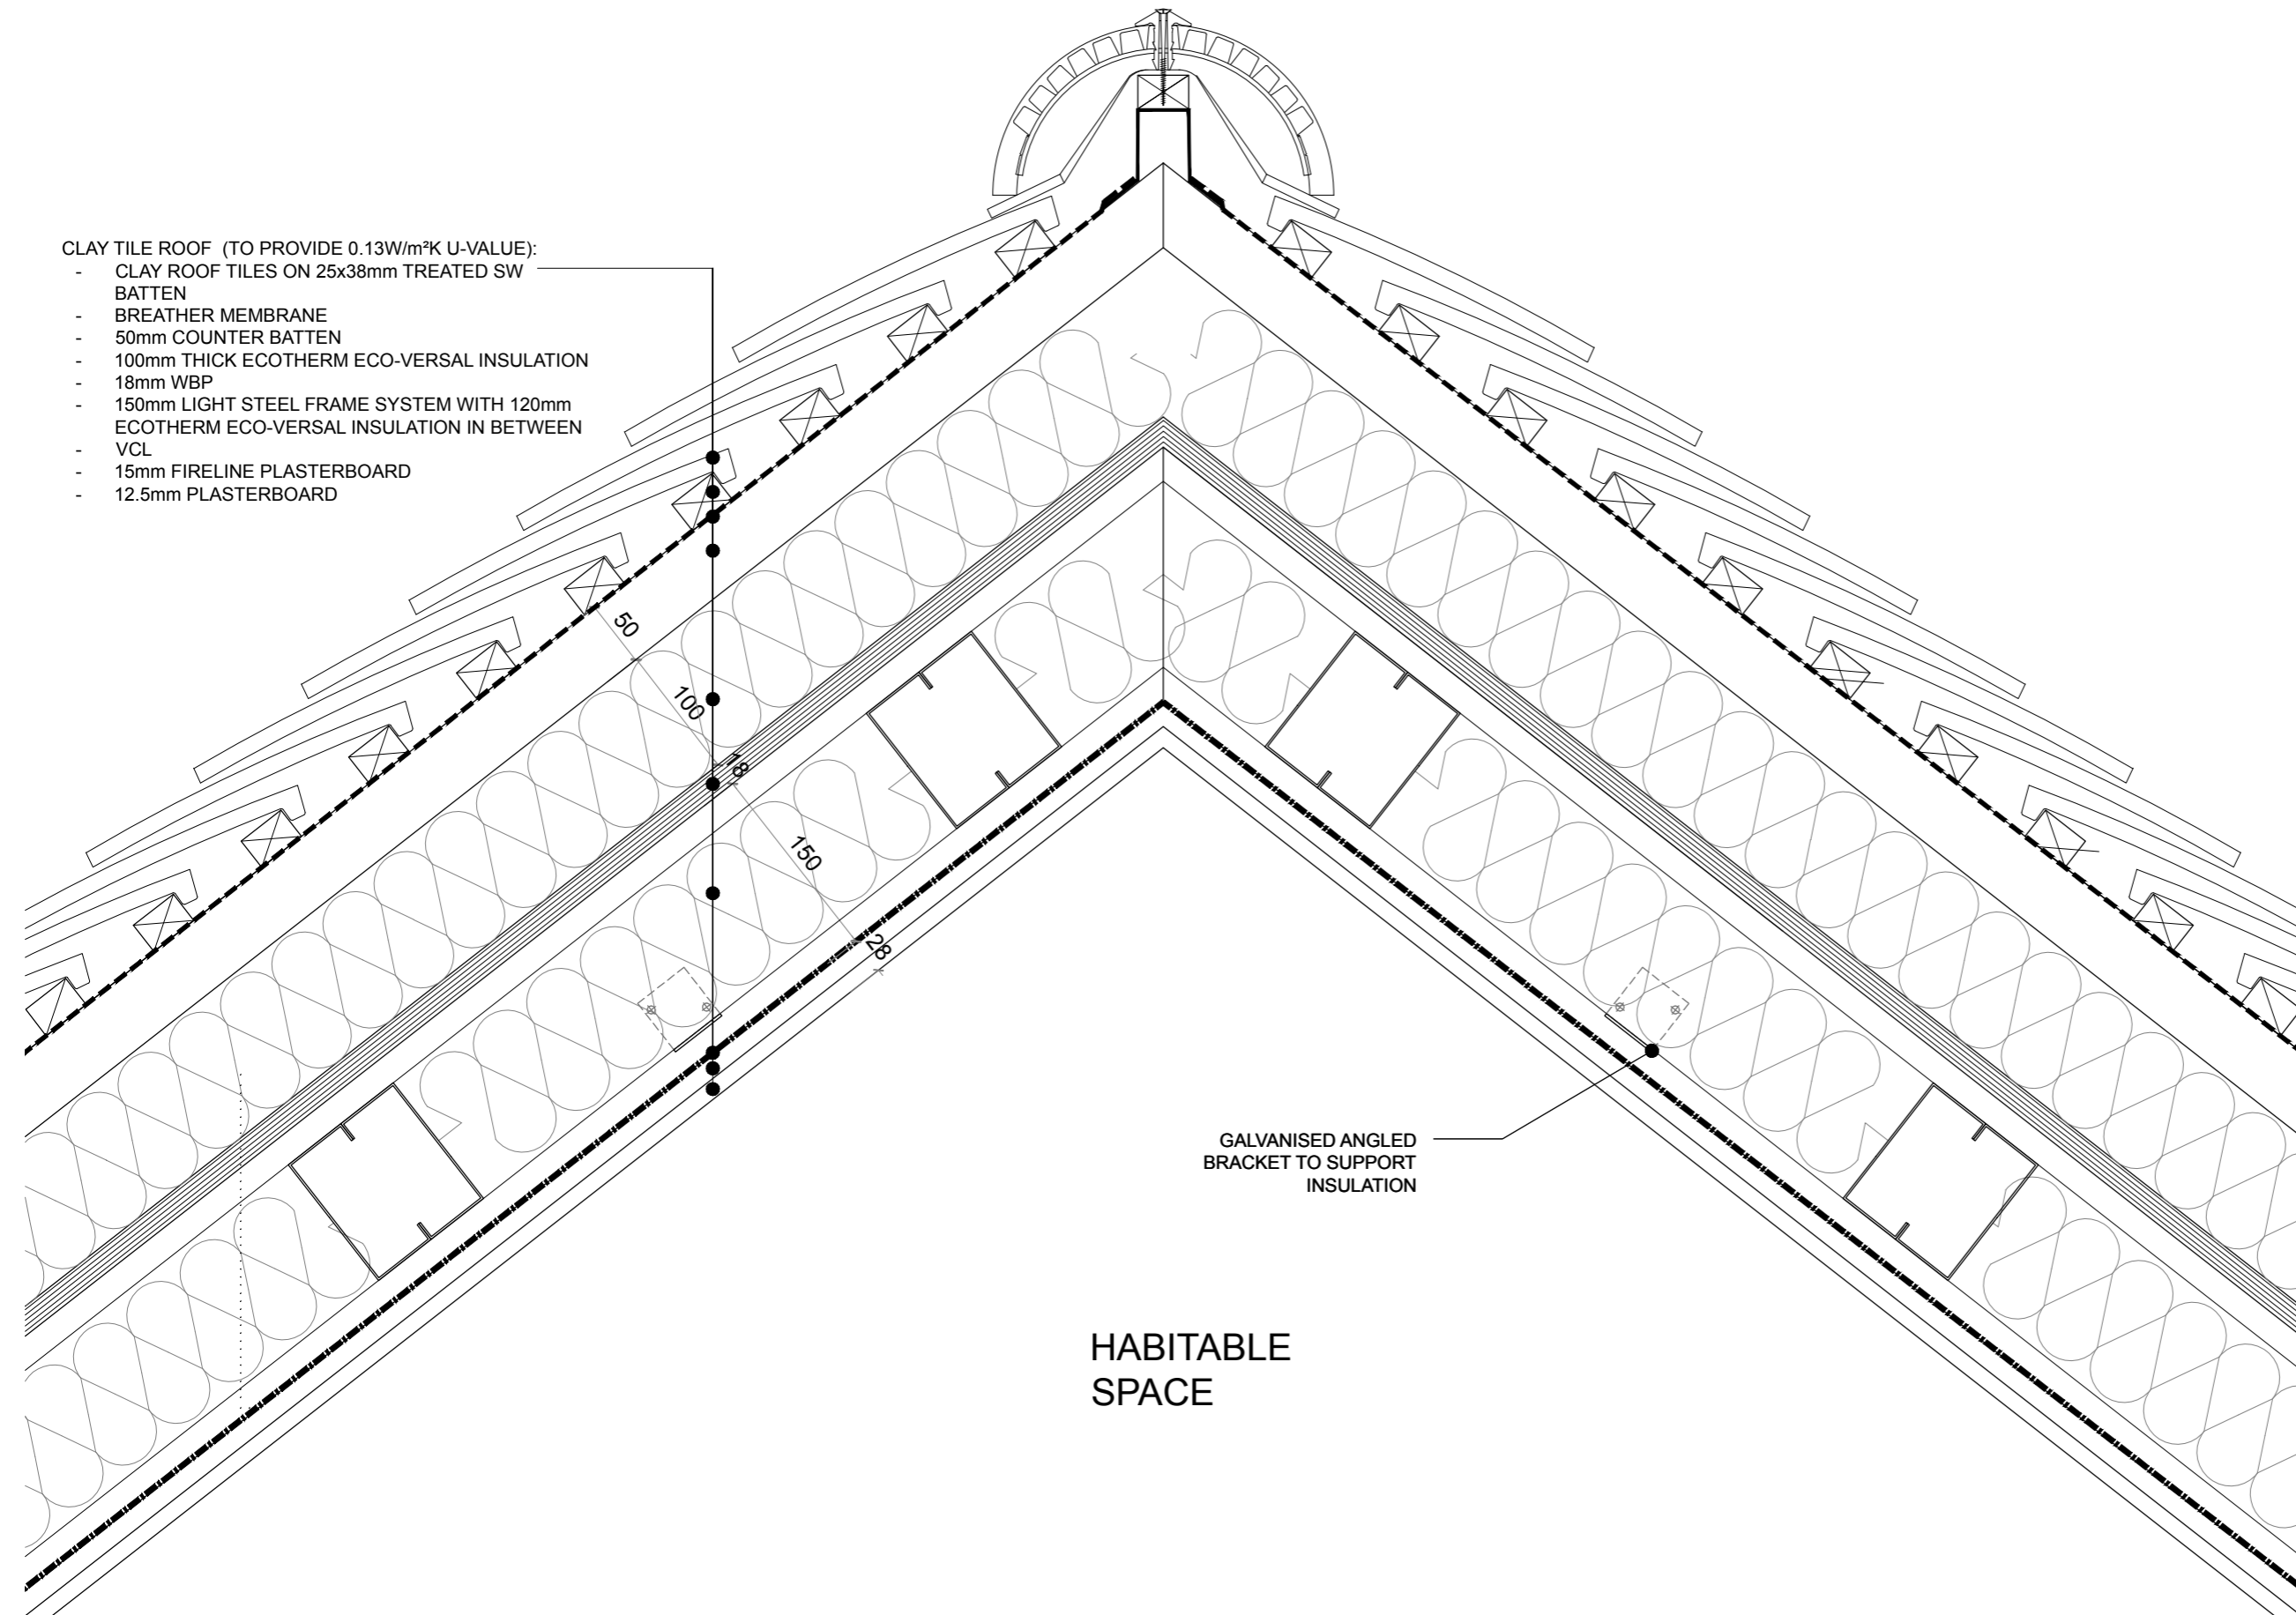 CLAY TILE ROOF (TO PROVIDE 0.13W/m²K U-VALUE):
- CLAY ROOF TILES ON 25x38mm TREATED SW
BATTEN
- BREATHER MEMBRANE
- 50mm COUNTER BATTEN
- 100mm THICK ECOTHERM ECO-VERSAL INSULATION
- 18mm WBP
- 150mm LIGHT STEEL FRAME SYSTEM WITH 120mm
ECOTHERM ECO-VERSAL INSULATION IN BETWEEN
- VCL
- 15mm FIRELINE PLASTERBOARD
- 12.5mm PLASTERBOARD
50
100
18
150
28
GALVANISED ANGLED
BRACKET TO SUPPORT
INSULATION
HABITABLE
SPACE